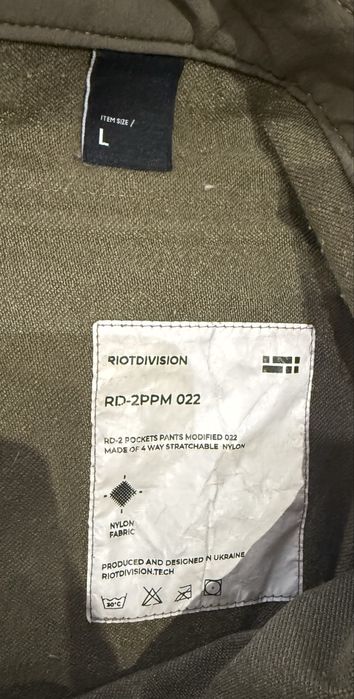 ITEM SIZE /
L
RIOTDIVISION
RD-2PPM 022
RD-2 POCKETS PANTS MODIFIED 022
MADE OF 4 WAY STRATCHABLE NYLON
NYLON
FABRIC
PRODUCED AND DESIGNED IN UKRAINE
RIOTDIVISION.TECH
30°C